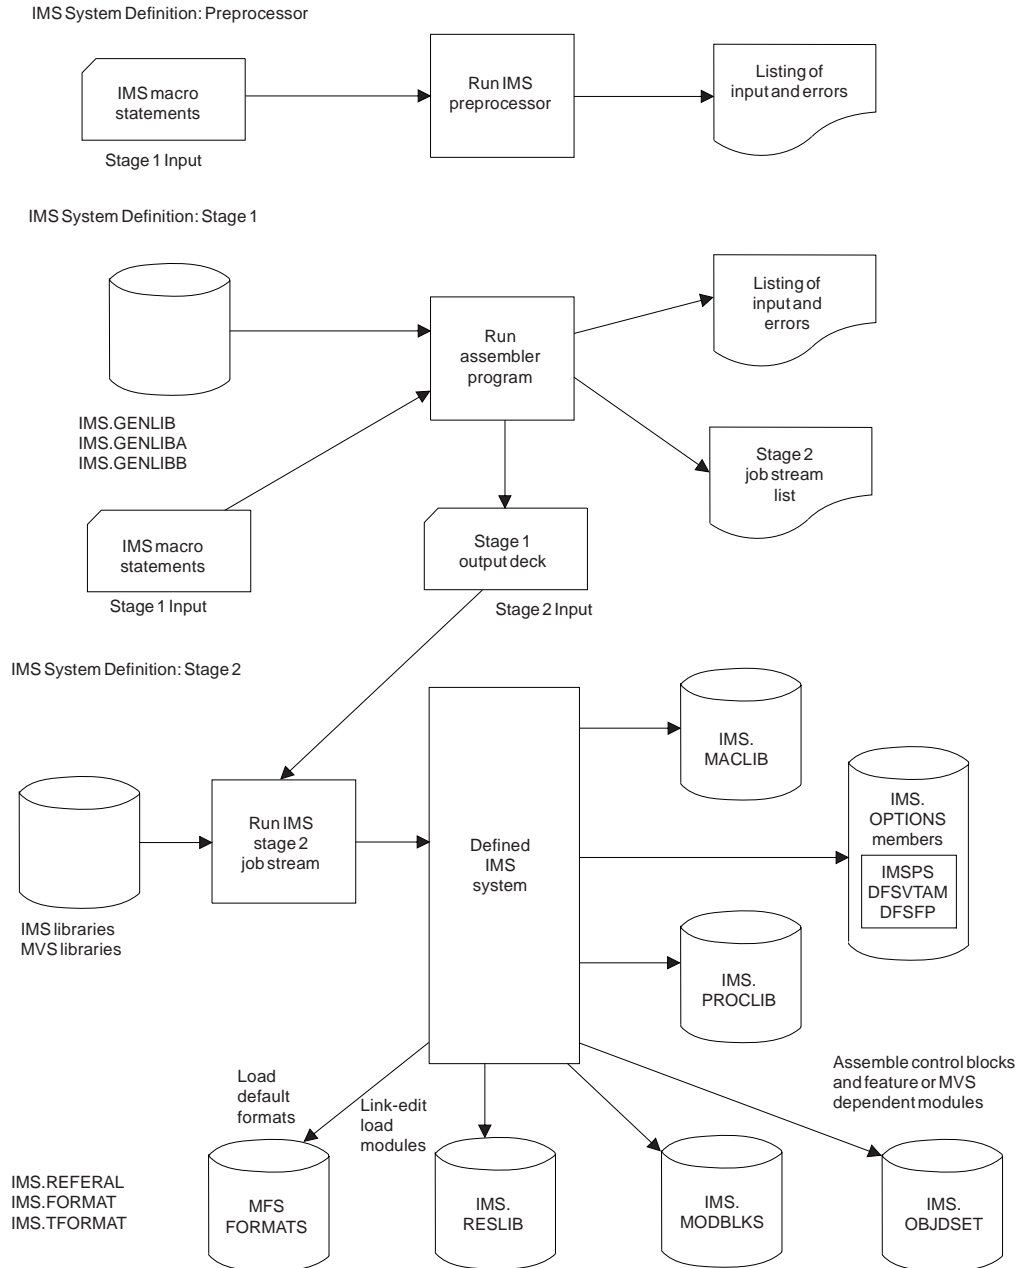 IMS System Definition: Preprocessor
IMS macro
statements
Stage 1 Input
Run IMS
preprocessor
Listing of
input and errors
IMS System Definition: Stage 1
IMS.GENLIB
IMS.GENLIBA
IMS.GENLIBB
Run
assembler
program
Listing of
input and
errors
Stage 2
job stream
list
IMS macro
statements
Stage 1 Input
Stage 1
output deck
Stage 2 Input
IMS System Definition: Stage 2
IMS libraries
MVS libraries
Run IMS
stage 2
job stream
Defined
IMS
system
IMS.
MACLIB
IMS.
OPTIONS
members
IMSPS
DFSVTAM
DFSFP
IMS.
PROCLIB
Load
default
formats
Link-edit
load
modules
Assemble control blocks
and feature or MVS
dependent modules
IMS.REFERAL
IMS.FORMAT
IMS.TFORMAT
MFS
FORMATS
IMS.
RESLIB
IMS.
MODBLKS
IMS.
OBJDSET